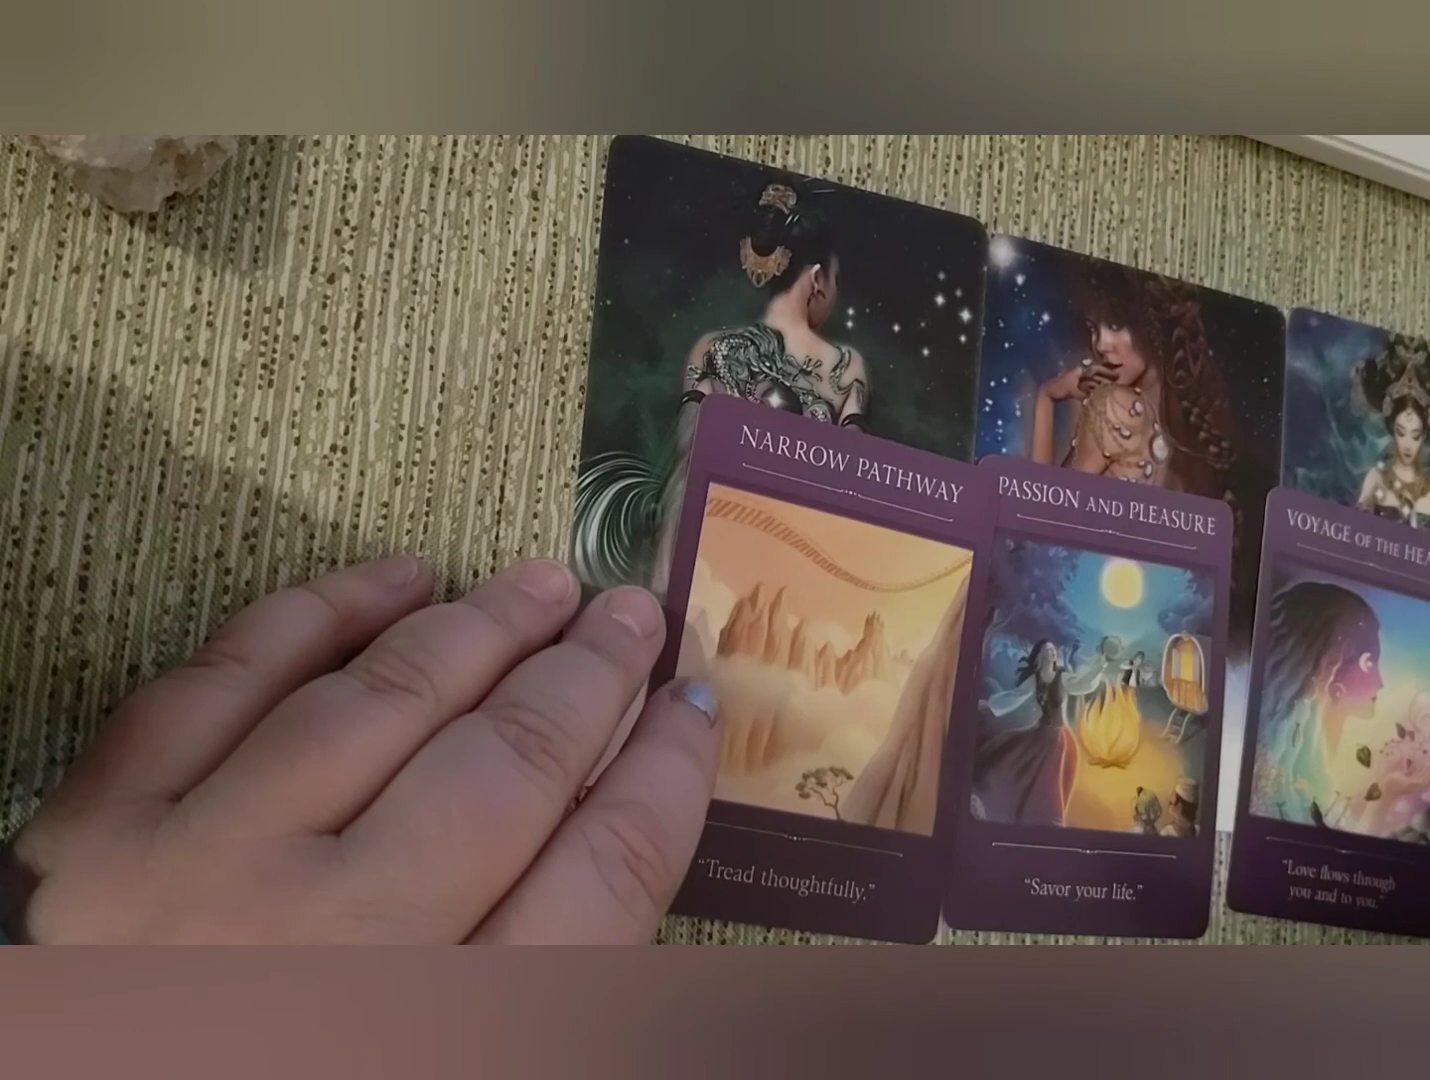 NARROW PATHWAY
"Tread thoughtfully."
PASSION AND PLEASURE
"Savor your life."
VOYAGE OF THE HEA
"Love flows through
you and to you."